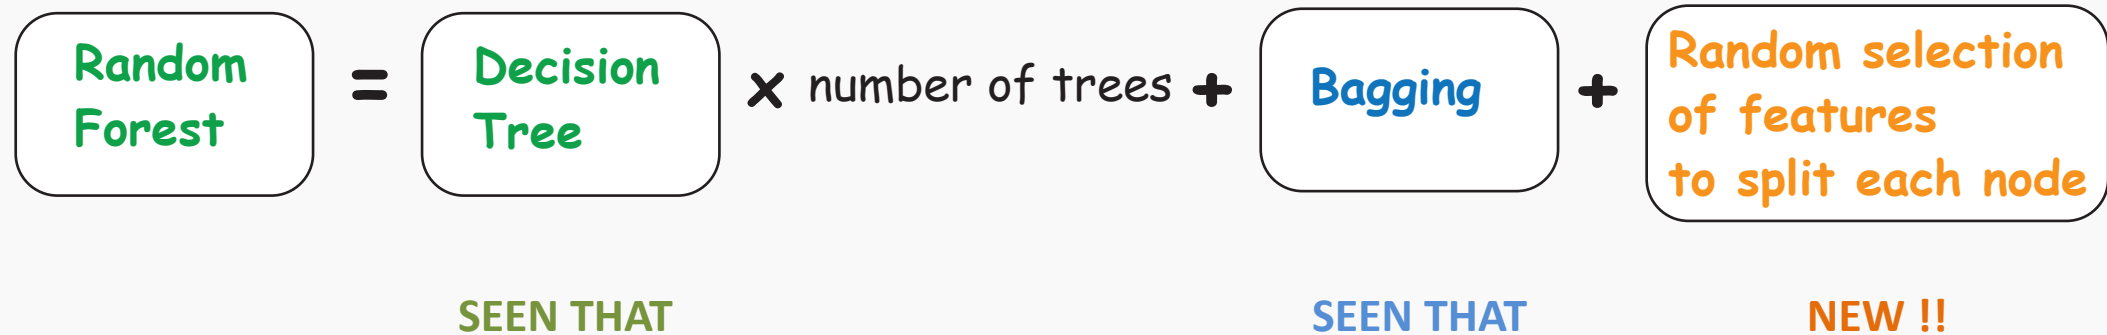 Random
Forest
=
Decision
Tree
× number of trees +
Bagging
+
Random selection
of features
to split each node
SEEN THAT
SEEN THAT
NEW !!